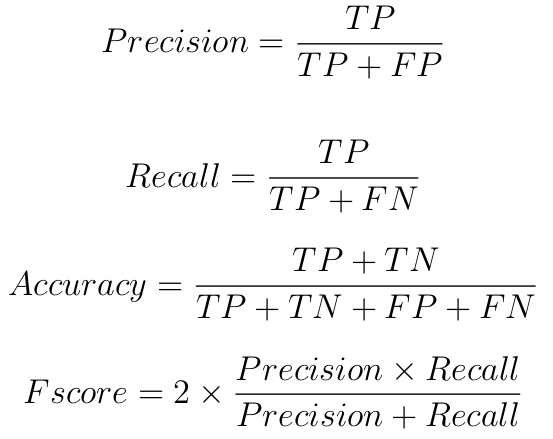 Precision = TP / (TP + FP)
Recall = TP / (TP + FN)
Accuracy = (TP + TN) / (TP + TN + FP + FN)
Fscore = 2 × (Precision × Recall) / (Precision + Recall)